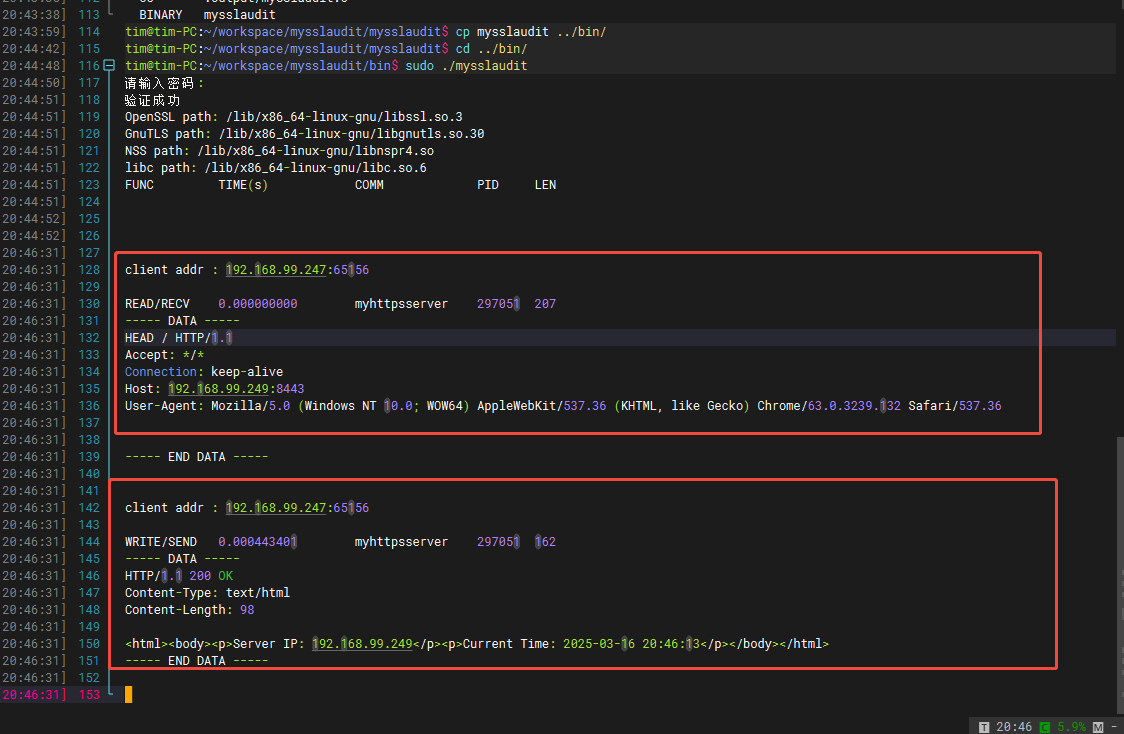 20:43:59] 112 CC .output/mysslaudit.o
20:43:38] 113 BINARY mysslaudit
20:43:59] 114 tim@tim-PC:~/workspace/mysslaudit/mysslaudit$ cp mysslaudit ../bin/
20:44:42] 115 tim@tim-PC:~/workspace/mysslaudit/mysslaudit$ cd ../bin/
20:44:48] 116 tim@tim-PC:~/workspace/mysslaudit/bin$ sudo ./mysslaudit
20:44:50] 117 请输入密码:
20:44:51] 118 验证成功
20:44:51] 119 OpenSSL path: /lib/x86_64-linux-gnu/libssl.so.3
20:44:51] 120 GnuTLS path: /lib/x86_64-linux-gnu/libgnutls.so.30
20:44:51] 121 NSS path: /lib/x86_64-linux-gnu/libnspr4.so
20:44:51] 122 libc path: /lib/x86_64-linux-gnu/libc.so.6
20:44:51] 123 FUNC TIME(s) COMM PID LEN
20:44:51] 124
20:44:52] 125
20:44:52] 126
20:46:31] 127
20:46:31] 128 client addr : 192.168.99.247:65156
20:46:31] 129
20:46:31] 130 READ/RECV 0.000000000 myhttpsserver 297051 207
20:46:31] 131 ----- DATA -----
20:46:31] 132 HEAD / HTTP/1.1
20:46:31] 133 Accept: */*
20:46:31] 134 Connection: keep-alive
20:46:31] 135 Host: 192.168.99.249:8443
20:46:31] 136 User-Agent: Mozilla/5.0 (Windows NT 10.0; WOW64) AppleWebKit/537.36 (KHTML, like Gecko) Chrome/63.0.3239.132 Safari/537.36
20:46:31] 137
20:46:31] 138
20:46:31] 139 ----- END DATA -----
20:46:31] 140
20:46:31] 141
20:46:31] 142 client addr : 192.168.99.247:65156
20:46:31] 143
20:46:31] 144 WRITE/SEND 0.000443401 myhttpsserver 297051 162
20:46:31] 145 ----- DATA -----
20:46:31] 146 HTTP/1.1 200 OK
20:46:31] 147 Content-Type: text/html
20:46:31] 148 Content-Length: 98
20:46:31] 149
20:46:31] 150 <html><body><p>Server IP: 192.168.99.249</p><p>Current Time: 2025-03-16 20:46:13</p></body></html>
20:46:31] 151 ----- END DATA -----
20:46:31] 152
20:46:31] 153
T 20:46 C 5.9% M -